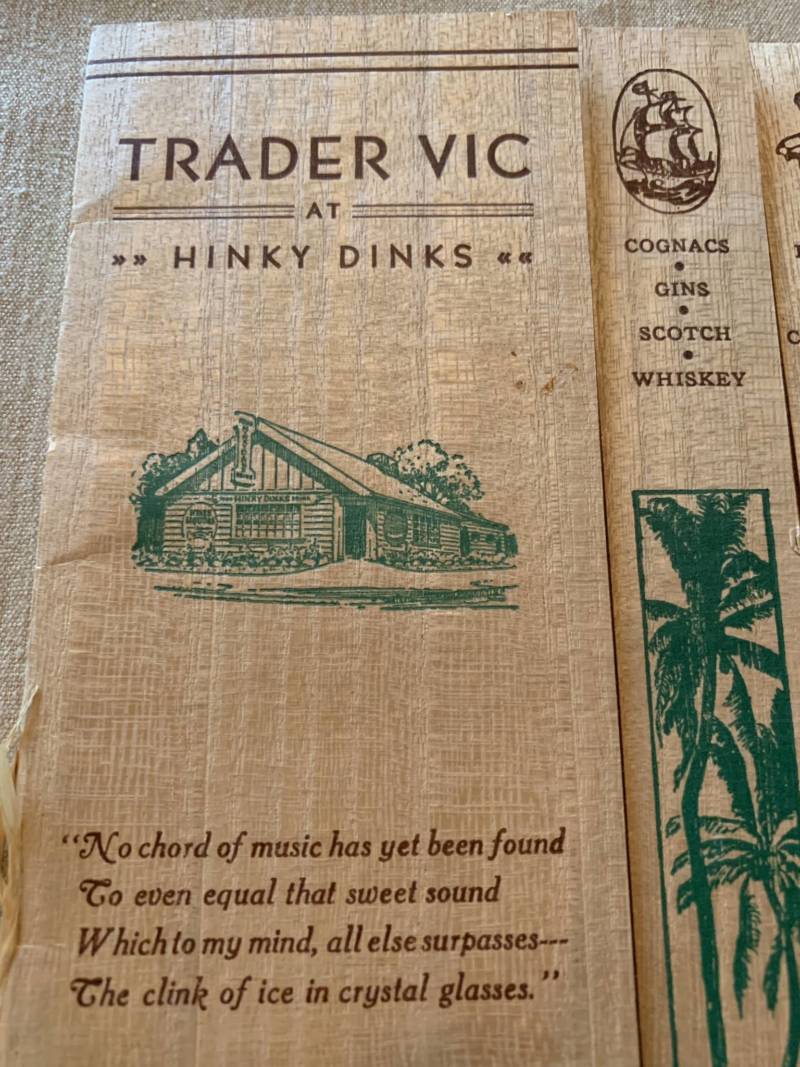 TRADER VIC
AT
»» HINKY DINKS ««
HINKY DINKS
"No chord of music has yet been found
To even equal that sweet sound
Which to my mind, all else surpasses---
The clink of ice in crystal glasses."
COGNACS
•
GINS
•
SCOTCH
•
WHISKEY